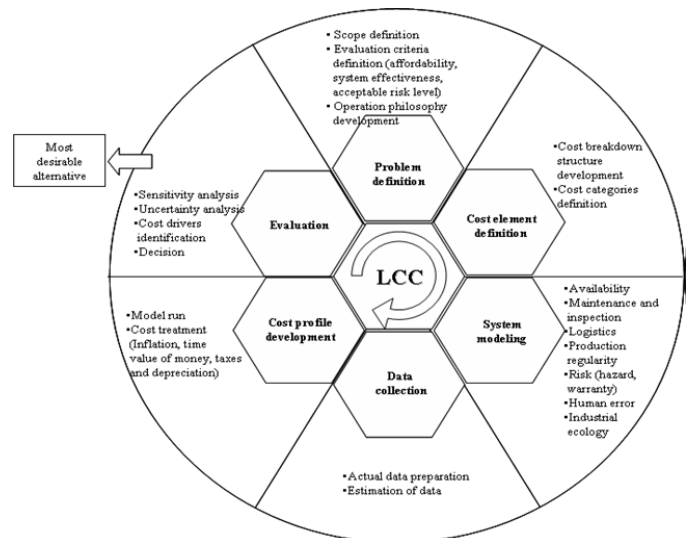 • Scope definition
• Evaluation criteria
definition (affordability,
system effectiveness,
acceptable risk level)
• Operation philosophy
development
Problem
definition
• Cost breakdown
structure
development
• Cost categories
definition
Cost element
definition
• Availability
• Maintenance and
inspection
• Logistics
• Production
regularity
• Risk (hazard,
warranty)
• Human error
• Industrial
ecology
System
modeling
• Actual data preparation
• Estimation of data
Data
collection
• Model run
• Cost treatment
(Inflation, time
value of money, taxes
and depreciation)
Cost profile
development
• Sensitivity analysis
• Uncertainty analysis
• Cost drivers
identification
• Decision
Evaluation
LCC
Most
desirable
alternative